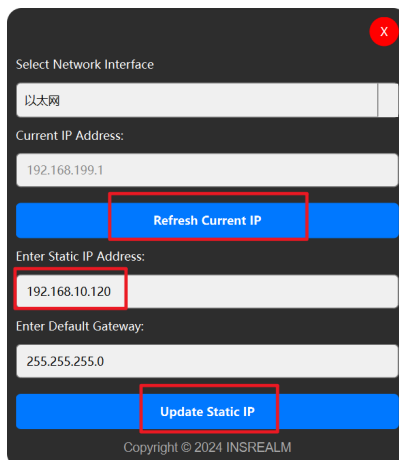 X
Select Network Interface
以太网
Current IP Address:
192.168.199.1
Refresh Current IP
Enter Static IP Address:
192.168.10.120
Enter Default Gateway:
255.255.255.0
Update Static IP
Copyright © 2024 INSREALM